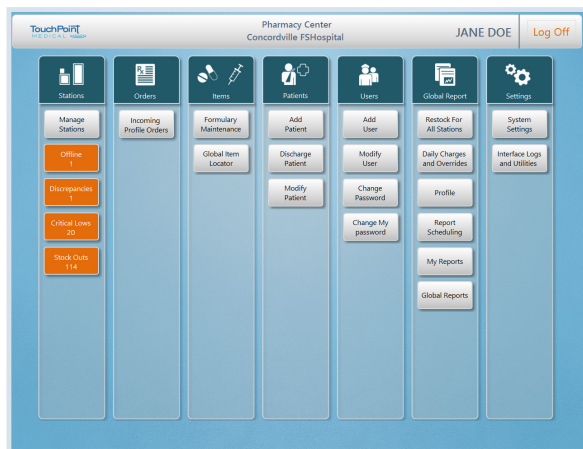 TouchPoint
MEDICAL
Pharmacy Center
Concordville FSHospital
JANE DOE
Log Off
Stations
Manage
Stations
Offline
1
Discrepancies
1
Critical Lows
20
Stock Outs
114
Orders
Incoming
Profile Orders
Items
Formulary
Maintenance
Global Item
Locator
Patients
Add
Patient
Discharge
Patient
Modify
Patient
Users
Add
User
Modify
User
Change
Password
Change My
password
Global Report
Restock For
All Stations
Daily Charges
and Overrides
Profile
Report
Scheduling
My Reports
Global Reports
Settings
System
Settings
Interface Logs
and Utilities